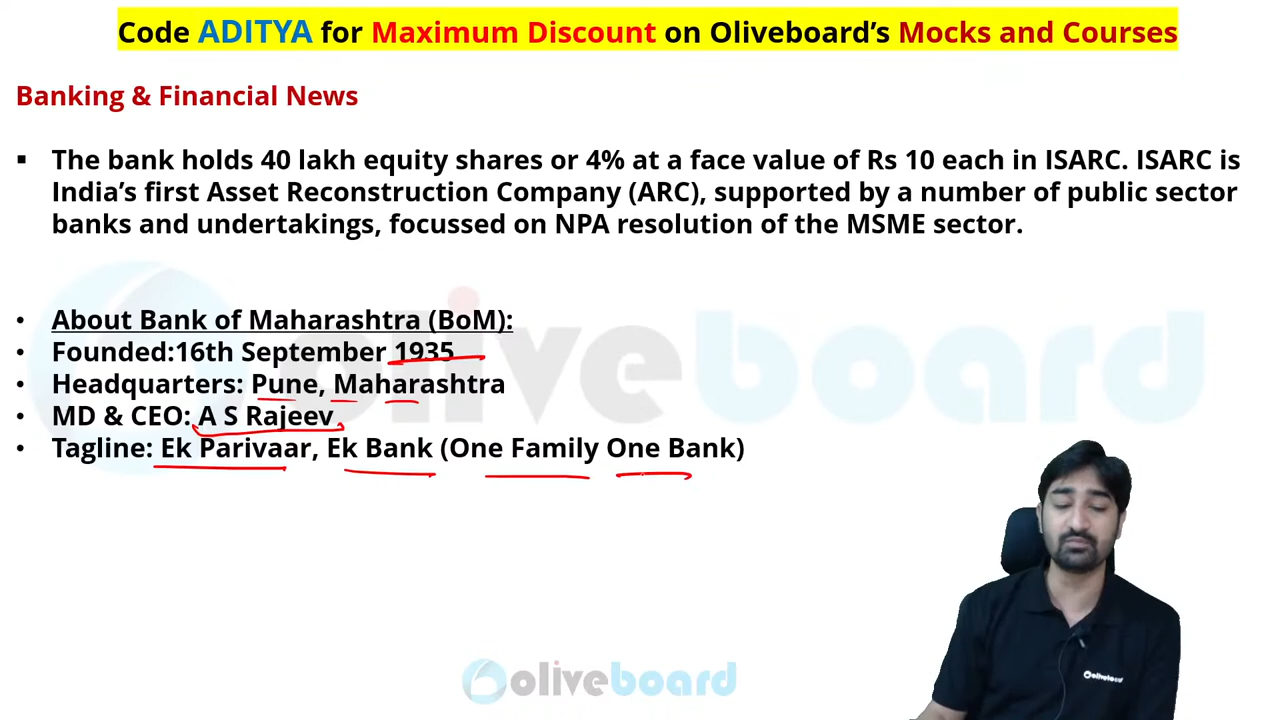 Code ADITYA for Maximum Discount on Oliveboard's Mocks and Courses
Banking & Financial News
▪ The bank holds 40 lakh equity shares or 4% at a face value of Rs 10 each in ISARC. ISARC is
India's first Asset Reconstruction Company (ARC), supported by a number of public sector
banks and undertakings, focussed on NPA resolution of the MSME sector.
oliveboard
• About Bank of Maharashtra (BoM):
• Founded:16th September 1935
• Headquarters: Pune, Maharashtra
• MD & CEO: A S Rajeev
• Tagline: Ek Parivaar, Ek Bank (One Family One Bank)
oliveboard
oliveboard